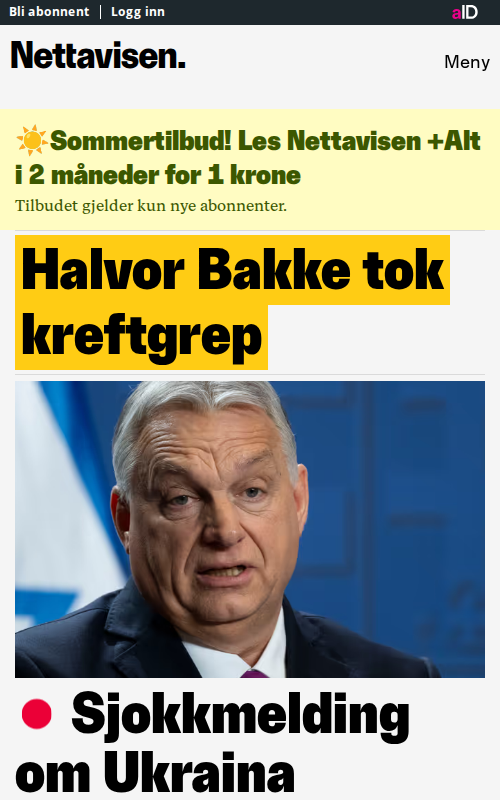 Bli abonnent | Logg inn aID
Nettavisen.
Meny
☀️Sommertilbud! Les Nettavisen +Alt
i 2 måneder for 1 krone
Tilbudet gjelder kun nye abonnenter.
Halvor Bakke tok
kreftgrep
🔴 Sjokkmelding
om Ukraina